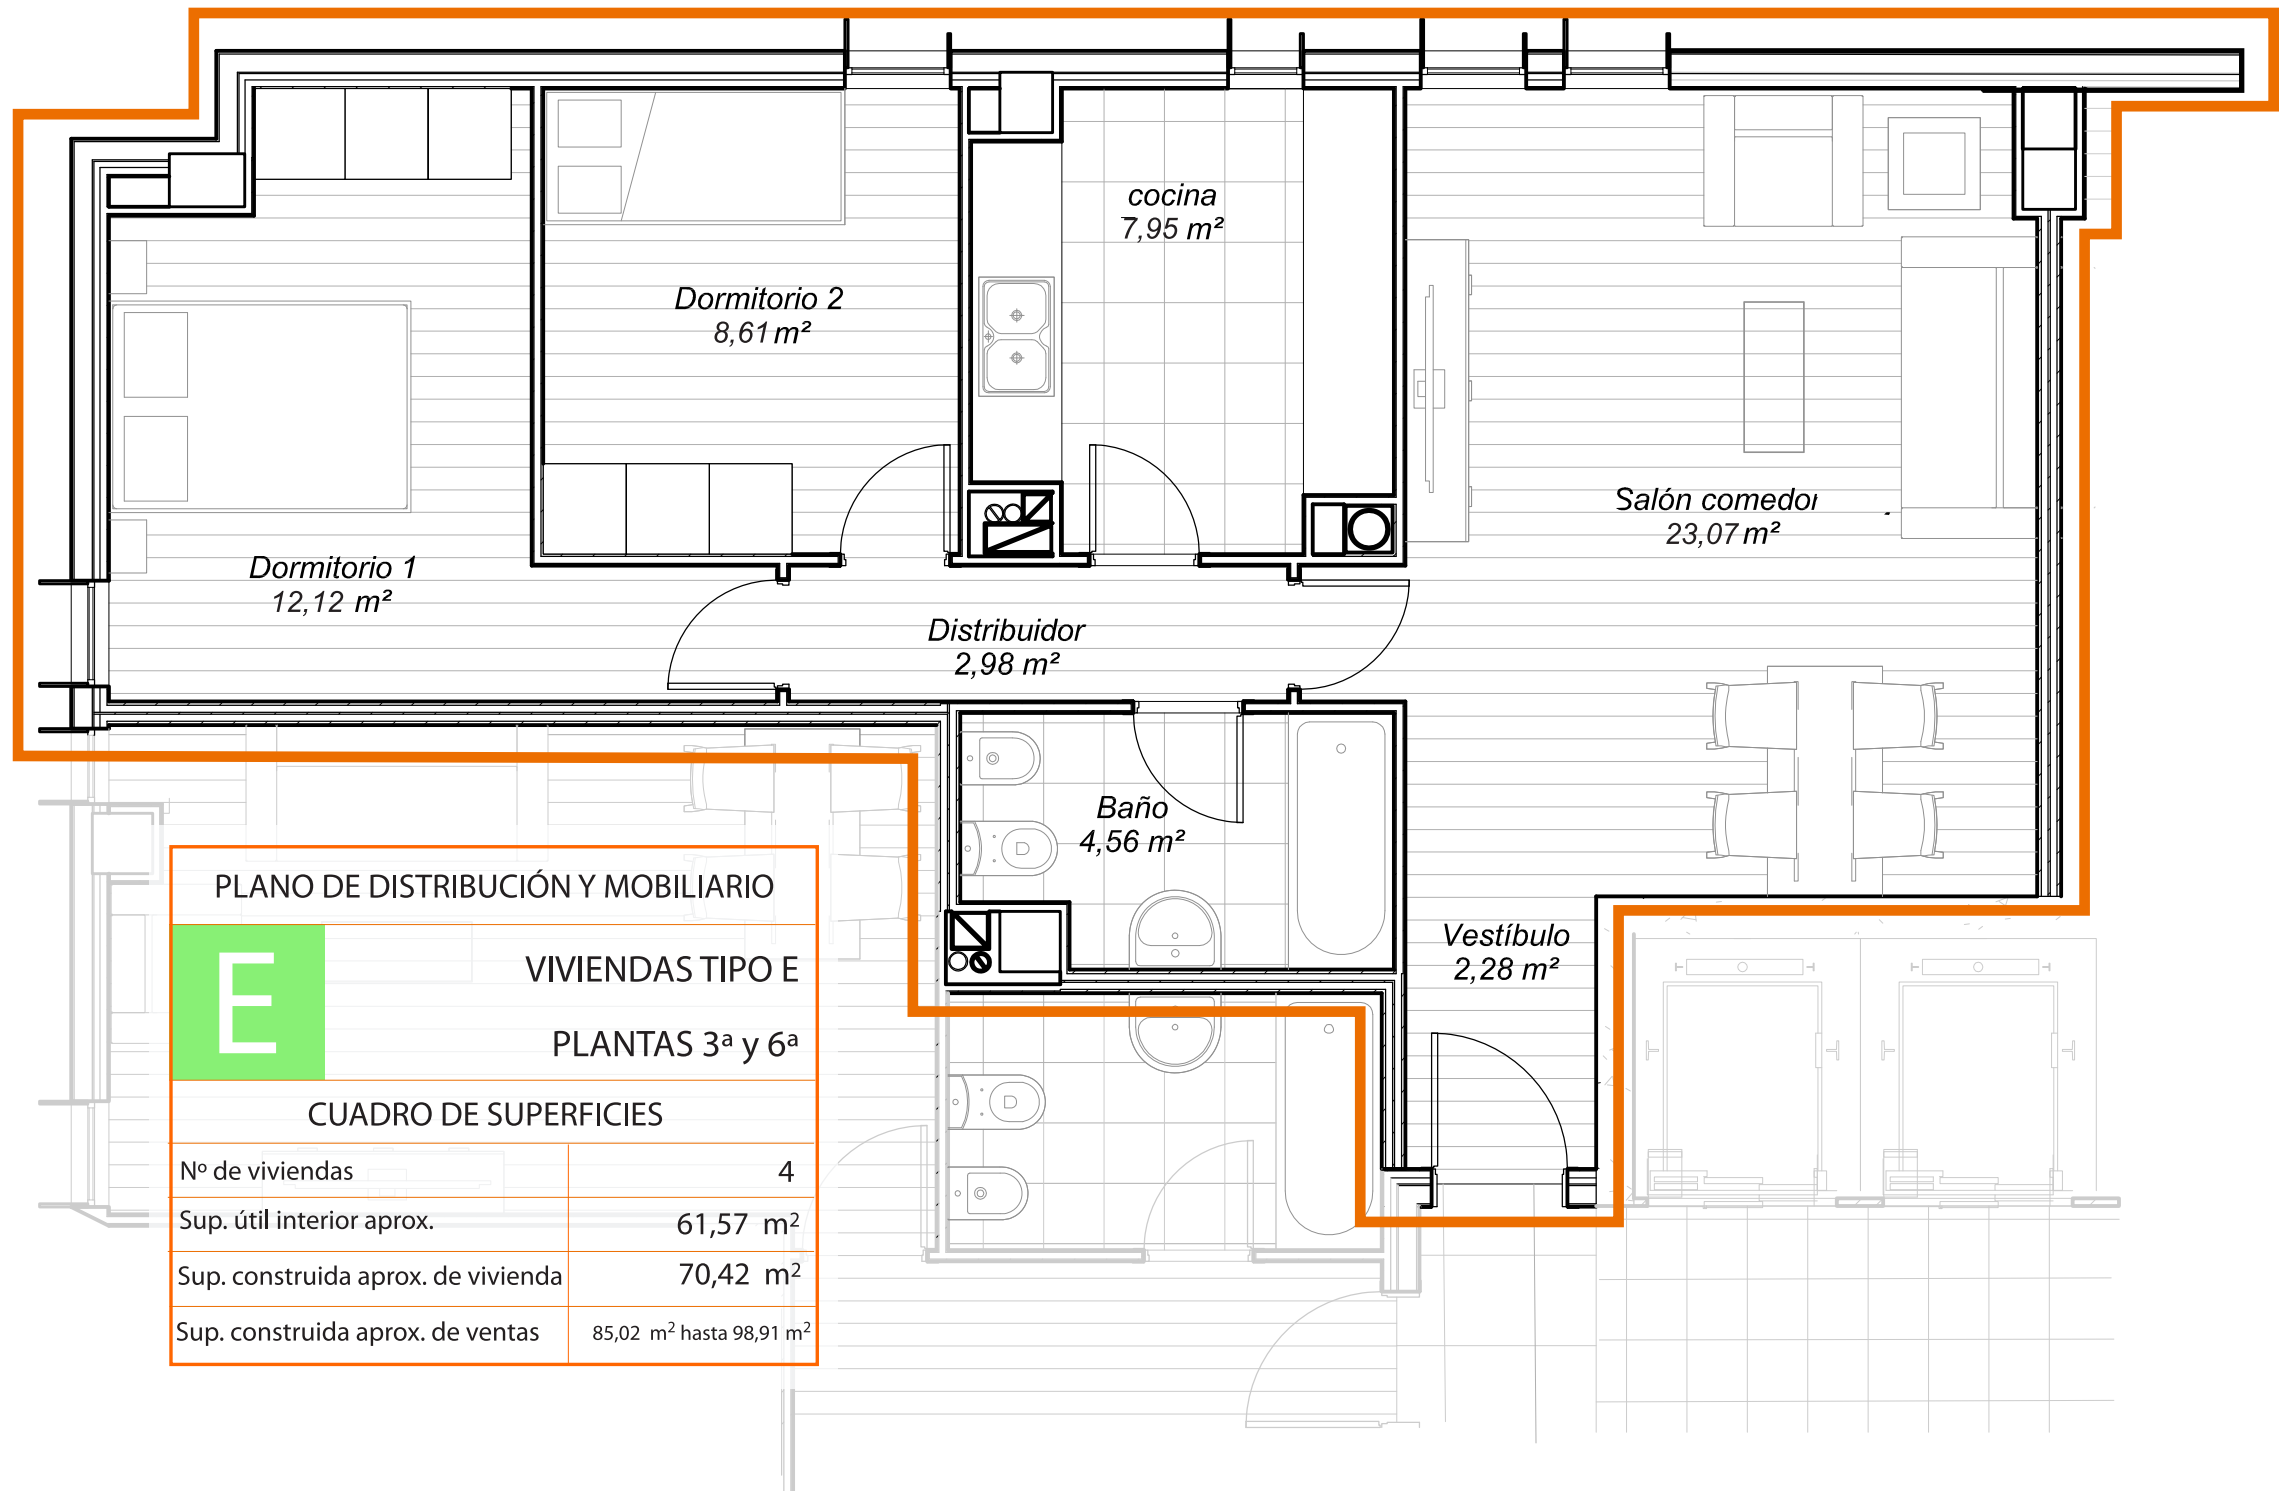 cocina
7,95 m²
Dormitorio 2
8,61 m²
Salón comedor
23,07 m²
Dormitorio 1
12,12 m²
Distribuidor
2,98 m²
Baño
4,56 m²
Vestíbulo
2,28 m²
PLANO DE DISTRIBUCIÓN Y MOBILIARIO
E
VIVIENDAS TIPO E
PLANTAS 3ª y 6ª
CUADRO DE SUPERFICIES
Nº de viviendas 4
Sup. útil interior aprox. 61,57 m²
Sup. construida aprox. de vivienda 70,42 m²
Sup. construida aprox. de ventas 85,02 m² hasta 98,91 m²